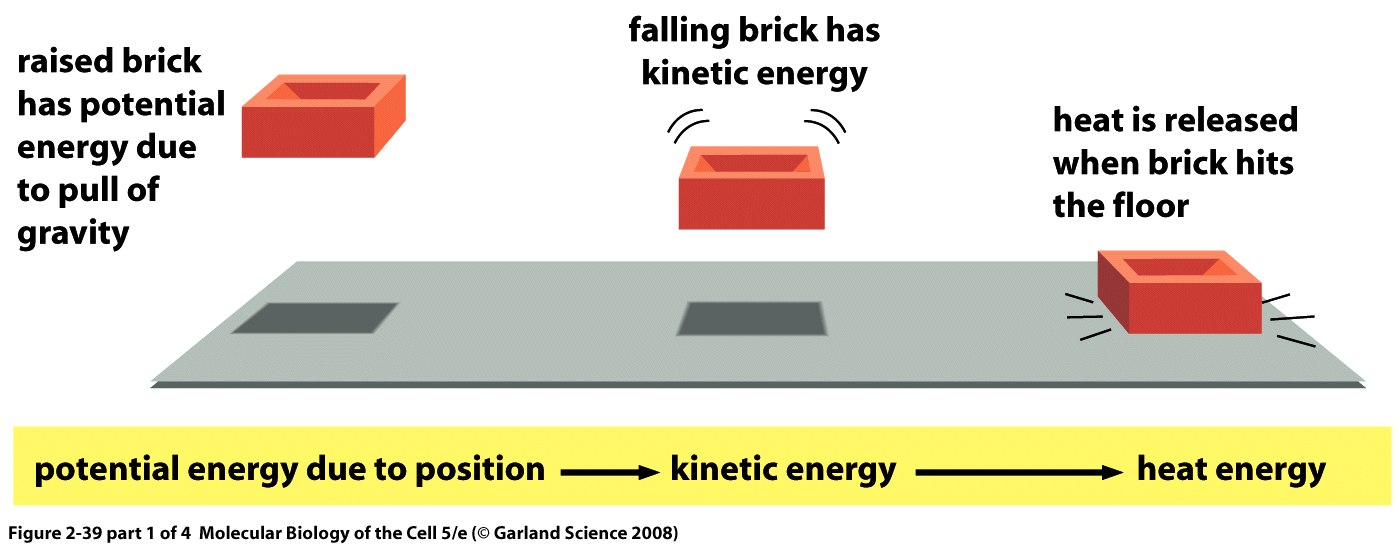 raised brick
has potential
energy due
to pull of
gravity
falling brick has
kinetic energy
heat is released
when brick hits
the floor
potential energy due to position kinetic energy heat energy
Figure 2-39 part 1 of 4 Molecular Biology of the Cell 5/e (© Garland Science 2008)